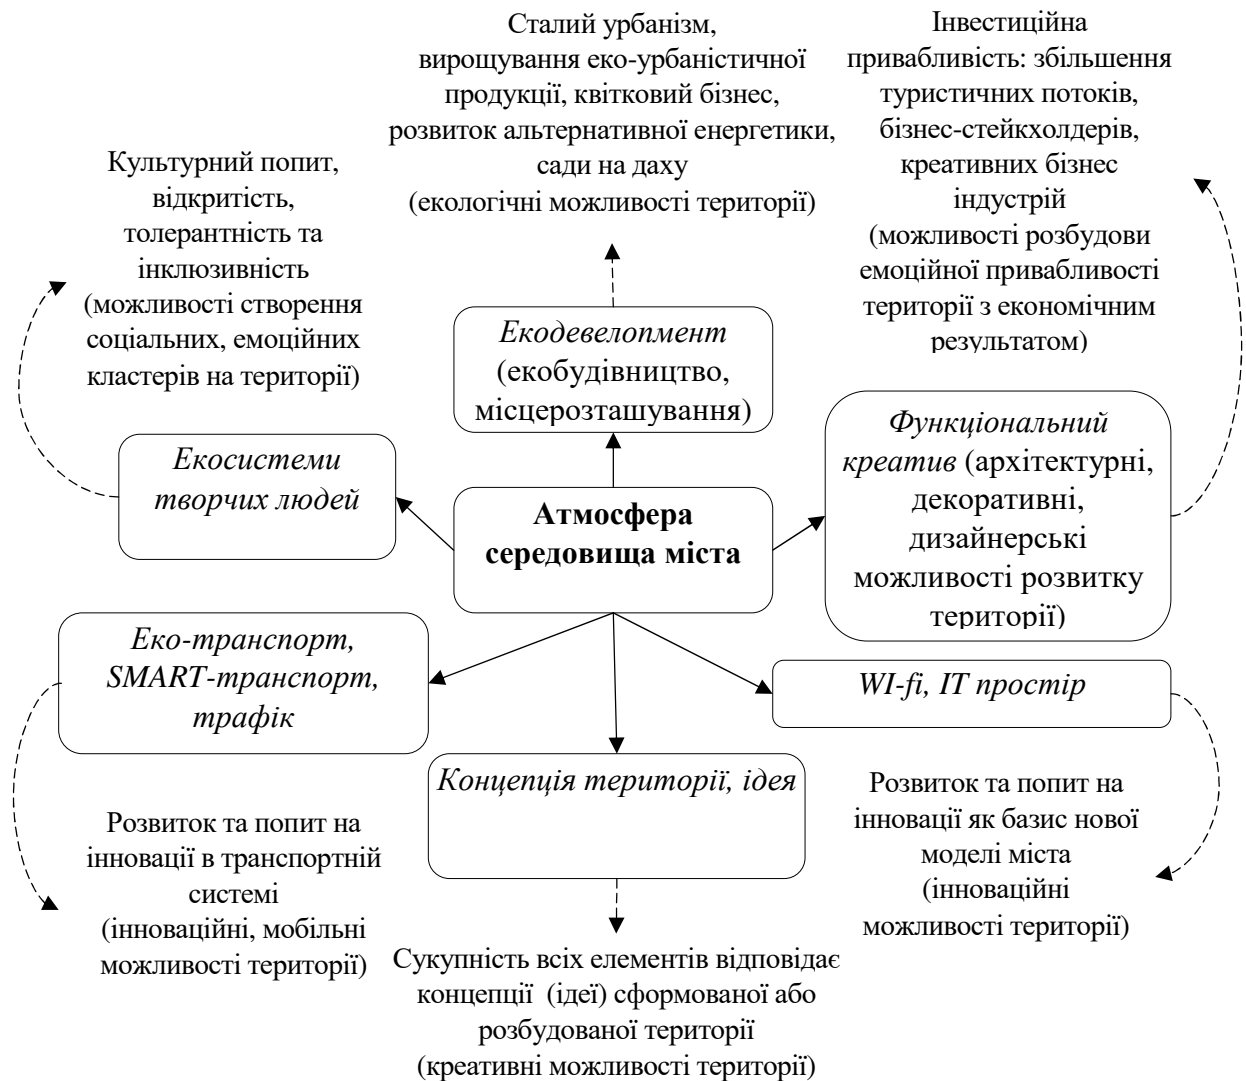 Сталий урбанізм,
вирощування еко-урбаністичної
продукції, квітковий бізнес,
розвиток альтернативної енергетики,
сади на даху
(екологічні можливості території)
Інвестиційна
привабливість: збільшення
туристичних потоків,
бізнес-стейкхолдерів,
креативних бізнес
індустрій
(можливості розбудови
емоційної привабливості
території з економічним
результатом)
Культурний попит,
відкритість,
толерантність та
інклюзивність
(можливості створення
соціальних, емоційних
кластерів на території)
Екодевелопмент
(екобудівництво,
місцерозташування)
Функціональний
креатив (архітектурні,
декоративні,
дизайнерські
можливості розвитку
території)
Екосистеми
творчих людей
Атмосфера
середовища міста
Еко-транспорт,
SMART-транспорт,
трафік
WI-fi, IT простір
Концепція території, ідея
Розвиток та попит на
інновації в транспортній
системі
(інноваційні, мобільні
можливості території)
Розвиток та попит на
інновації як базис нової
моделі міста
(інноваційні
можливості території)
Сукупність всіх елементів відповідає
концепції  (ідеї) сформованої або
розбудованої території
(креативні можливості території)